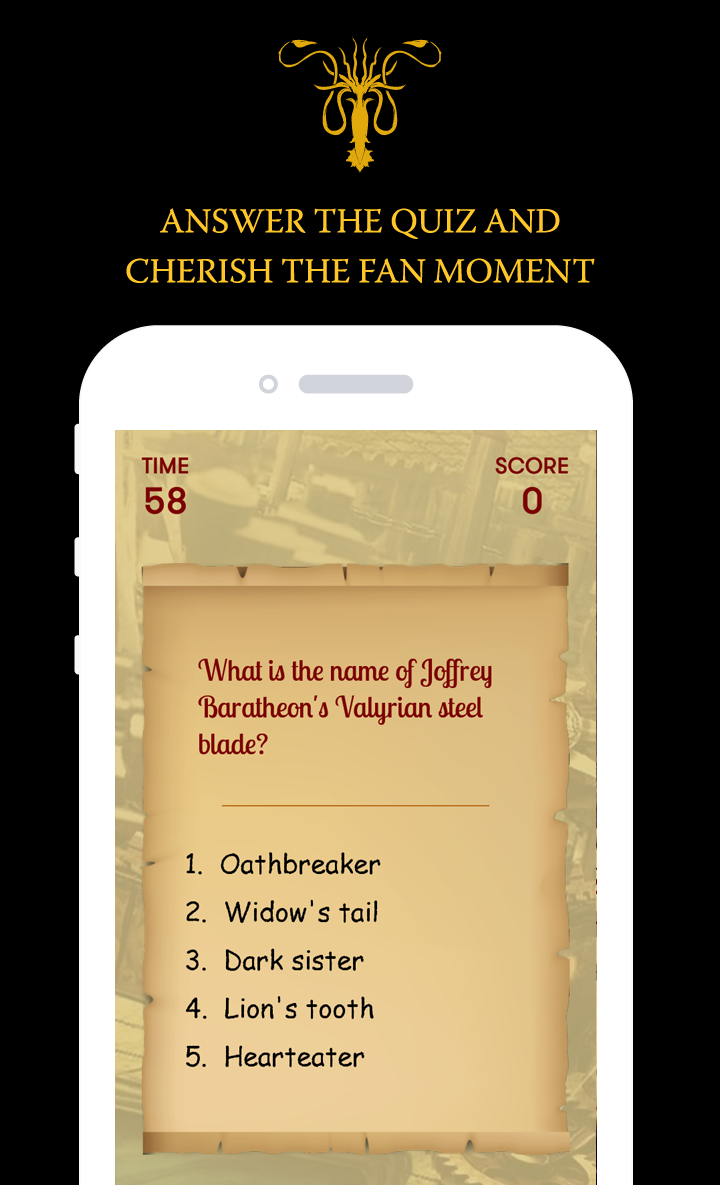 ANSWER THE QUIZ AND
CHERISH THE FAN MOMENT
TIME
58
SCORE
0
What is the name of Joffrey
Baratheon's Valyrian steel
blade?
1. Oathbreaker
2. Widow's tail
3. Dark sister
4. Lion's tooth
5. Hearteater